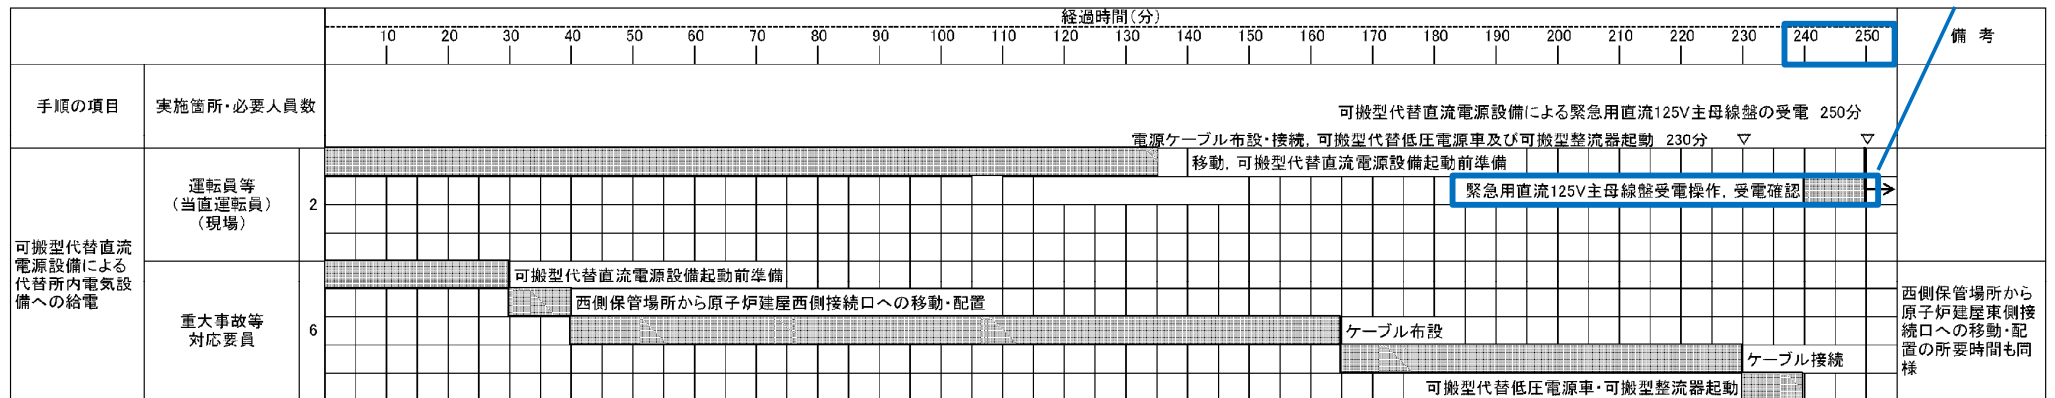 経過時間(分)
10 20 30 40 50 60 70 80 90 100 110 120 130 140 150 160 170 180 190 200 210 220 230 240 250
備 考
手順の項目
実施箇所・必要人員数
可搬型代替直流電源設備による緊急用直流125V主母線盤の受電 250分
電源ケーブル布設・接続，可搬型代替低圧電源車及び可搬型整流器起動 230分 ▽ ▽
可搬型代替直流
電源設備による
代替所内電気設
備への給電
運転員等
（当直運転員）
（現場）
2
移動，可搬型代替直流電源設備起動前準備
緊急用直流125V主母線盤受電操作，受電確認
重大事故等
対応要員
6
可搬型代替直流電源設備起動前準備
西側保管場所から原子炉建屋西側接続口への移動・配置
ケーブル布設
ケーブル接続
可搬型代替低圧電源車・可搬型整流器起動
西側保管場所から
原子炉建屋東側接
続口への移動・配
置の所要時間も同
様